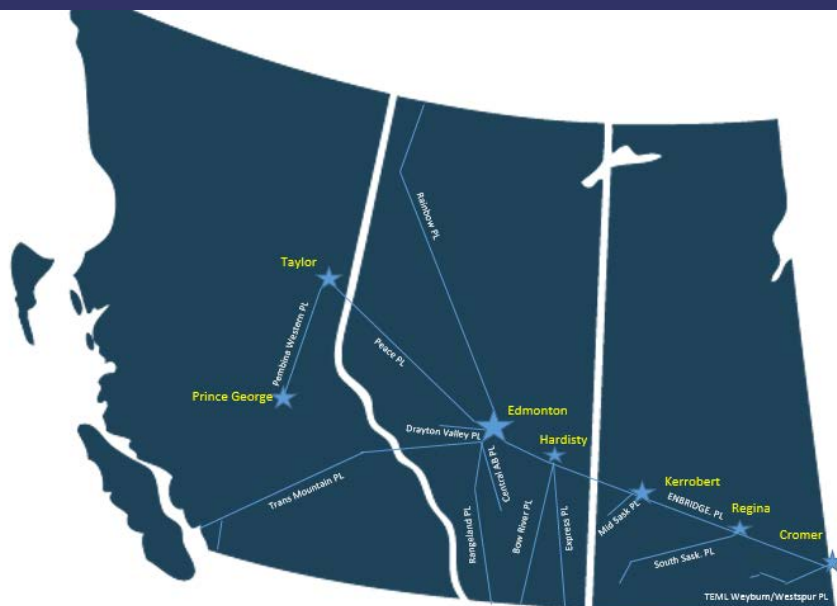 Rainbow PL
Taylor
Pembina Western PL
Peace PL
Prince George
Edmonton
Drayton Valley PL
Hardisty
Central AB PL
Trans Mountain PL
Kerrobert
ENBRIDGE. PL
Rangeland PL
Bow River PL
Express PL
Mid Sask PL
Regina
Cromer
South Sask. PL
TEML Weyburn/Westspur PL